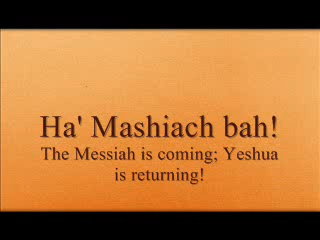 Ha' Mashiach bah!
The Messiah is coming; Yeshua
is returning!